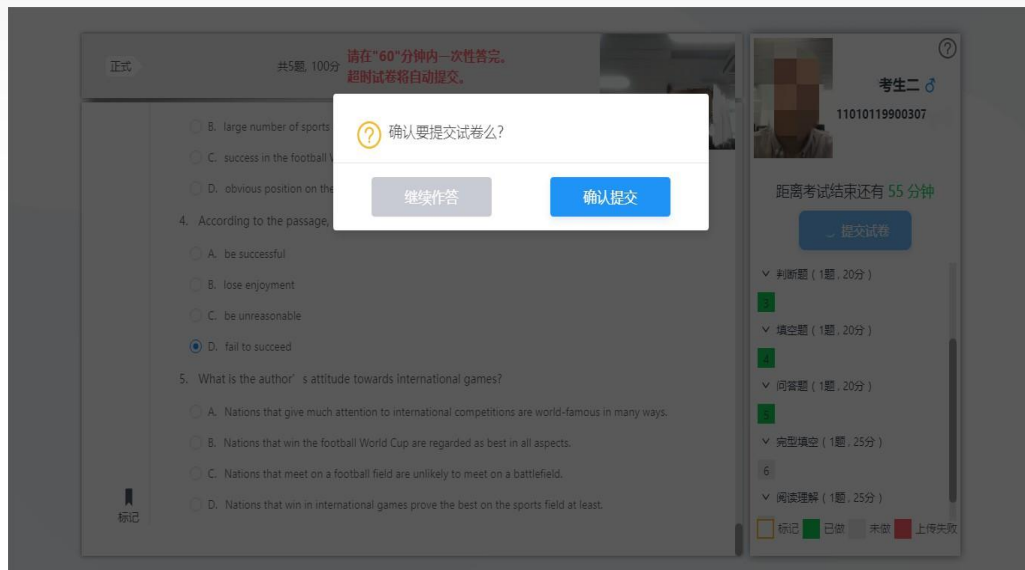 正式
共5题, 100分
请在"60"分钟内一次性答完。
超时试卷将自动提交。
B. large number of sports
C. success in the football
D. obvious position on the
4. According to the passage,
A. be successful
B. lose enjoyment
C. be unreasonable
D. fail to succeed
5. What is the author's attitude towards international games?
A. Nations that give much attention to international competitions are world-famous in many ways.
B. Nations that win the football World Cup are regarded as best in all aspects.
C. Nations that meet on a football field are unlikely to meet on a battlefield.
D. Nations that win in international games prove the best on the sports field at least.
标记
确认要提交试卷么?
继续作答
确认提交
考生二
11010119900307
距离考试结束还有 55 分钟
提交试卷
判断题 ( 1题 , 20分 )
3
填空题 ( 1题 , 20分 )
4
问答题 ( 1题 , 20分 )
5
完型填空 ( 1题 , 25分 )
6
阅读理解 ( 1题 , 25分 )
标记 已做 未做 上传失败